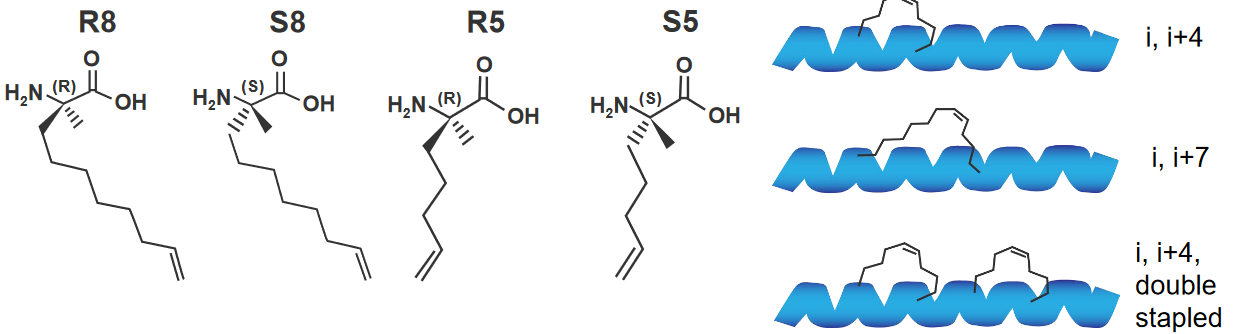 R8
S8
R5
S5
H₂N
(R)
O
OH
H₂N
(S)
O
OH
H₂N
(R)
O
OH
H₂N
(S)
O
OH
i, i+4
i, i+7
i, i+4,
double
stapled